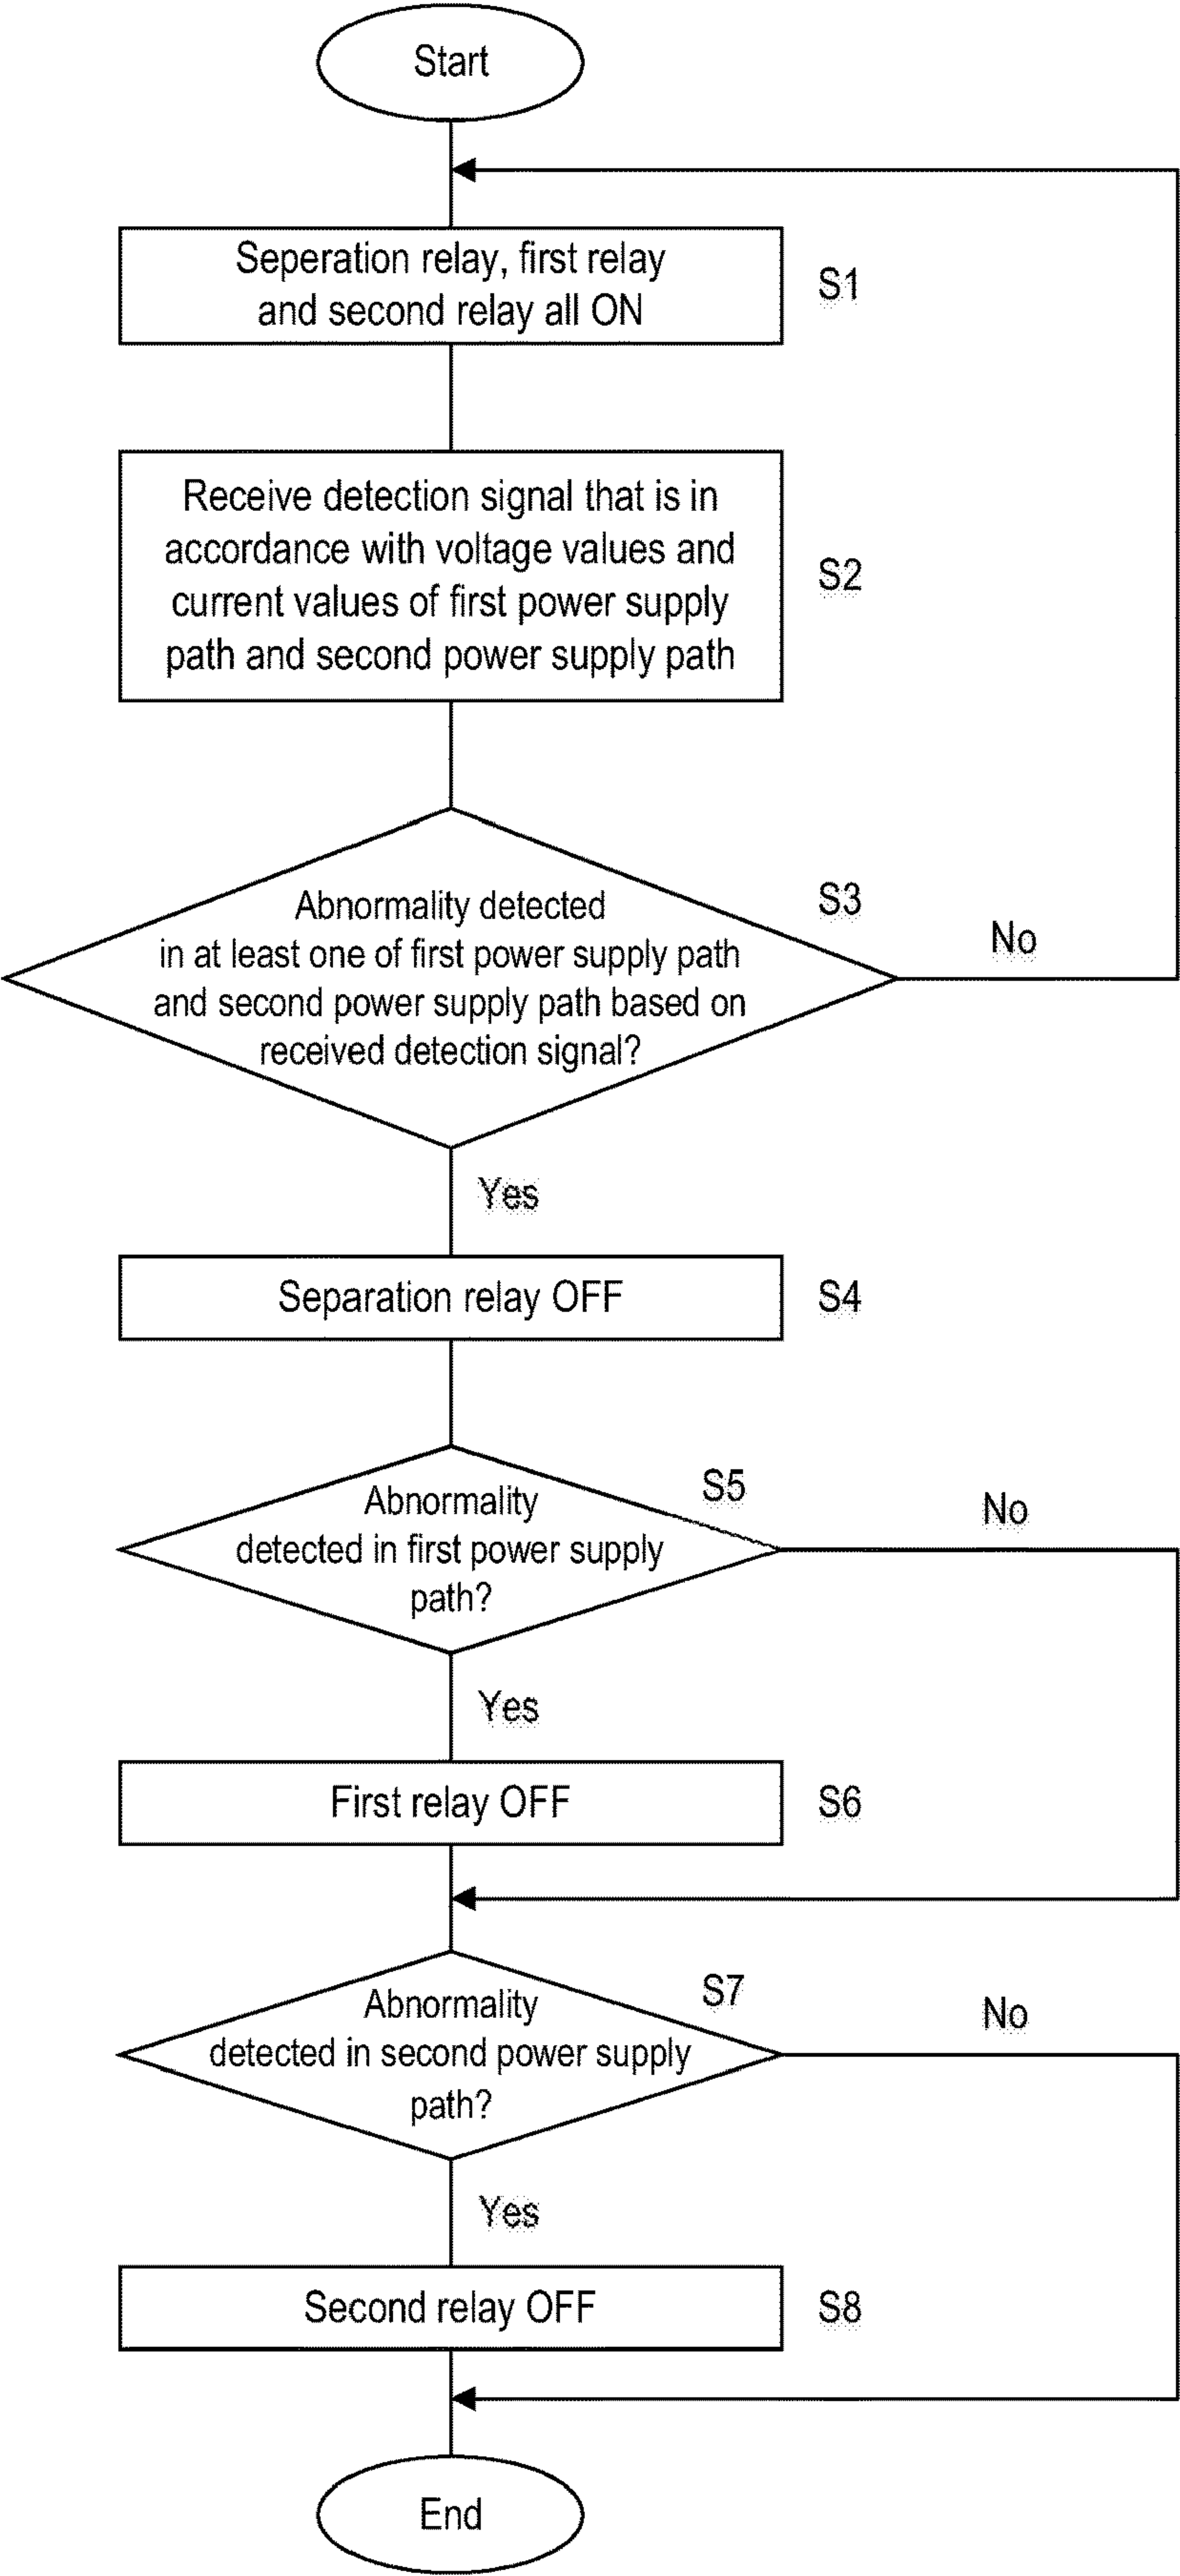 Start
Seperation relay, first relay
and second relay all ON
S1
Receive detection signal that is in
accordance with voltage values and
current values of first power supply
path and second power supply path
S2
Abnormality detected
in at least one of first power supply path
and second power supply path based on
received detection signal?
S3
No
Yes
Separation relay OFF
S4
Abnormality
detected in first power supply
path?
S5
No
Yes
First relay OFF
S6
Abnormality
detected in second power supply
path?
S7
No
Yes
Second relay OFF
S8
End